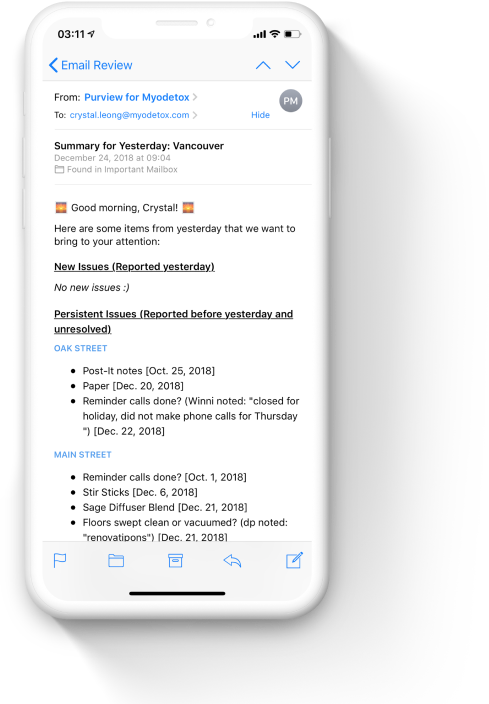 03:11
Email Review
From: Purview for Myodetox
PM
To: crystal.leong@myodetox.com
Hide
Summary for Yesterday: Vancouver
December 24, 2018 at 09:04
Found in Important Mailbox
🌅 Good morning, Crystal! 🌅
Here are some items from yesterday that we want to
bring to your attention:
New Issues (Reported yesterday)
No new issues :)
Persistent Issues (Reported before yesterday and
unresolved)
OAK STREET
• Post-It notes [Oct. 25, 2018]
• Paper [Dec. 20, 2018]
• Reminder calls done? (Winni noted: "closed for
holiday, did not make phone calls for Thursday
") [Dec. 22, 2018]
MAIN STREET
• Reminder calls done? [Oct. 1, 2018]
• Stir Sticks [Dec. 6, 2018]
• Sage Diffuser Blend [Dec. 21, 2018]
• Floors swept clean or vacuumed? (dp noted:
"renovatipons") [Dec. 21, 2018]